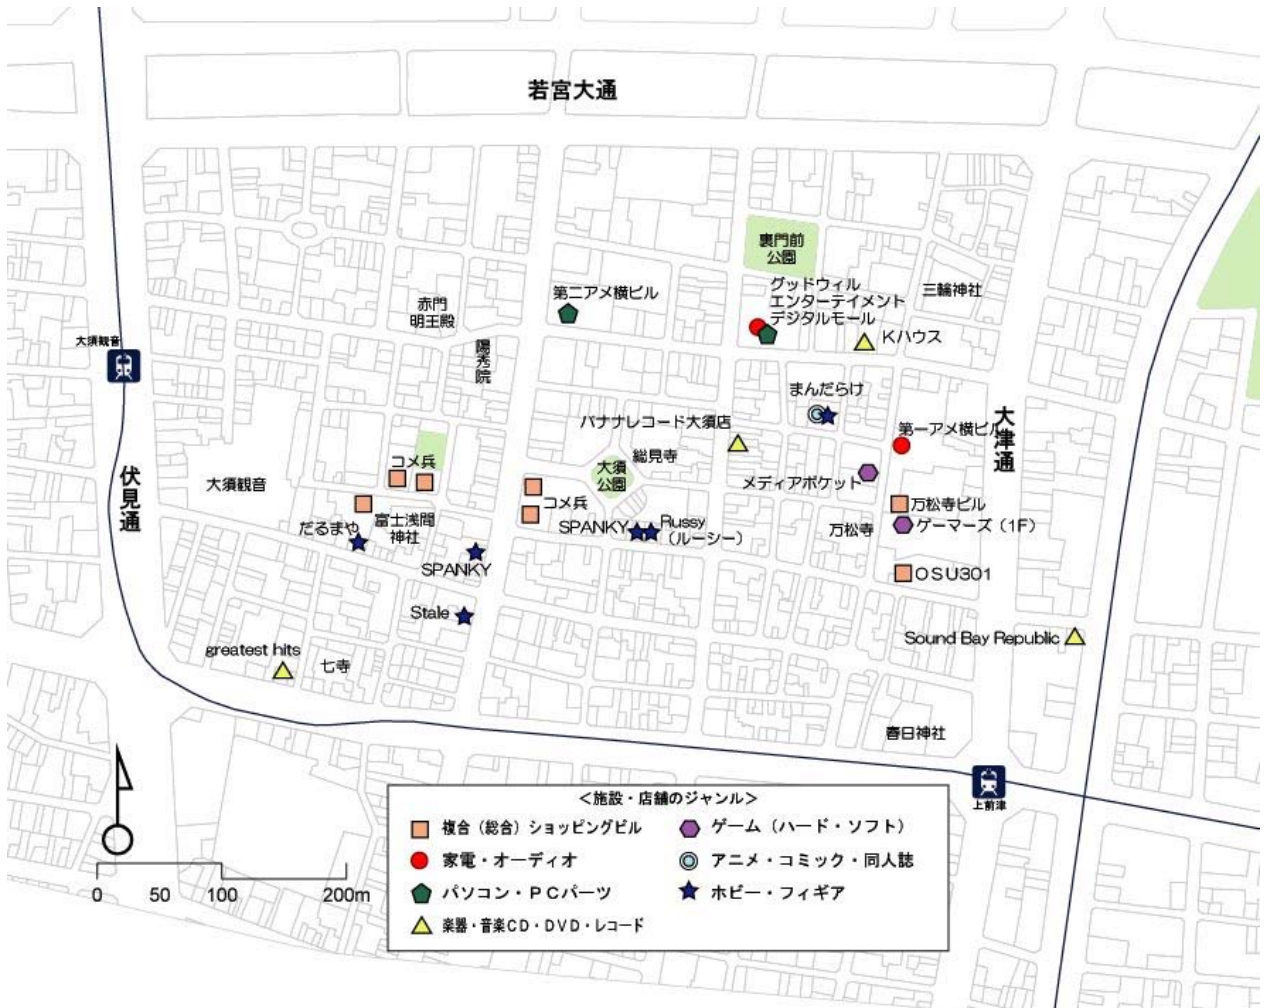 若宮大通
裏門前
公園
グッドウィル
エンターテイメント
デジタルモール
三輪神社
第二アメ横ビル
赤門
明王殿
Kハウス
大須観音
陽秀院
まんだらけ
バナナレコード大須店
第一アメ横ビル
大津通
伏見通
コメ兵
総見寺
大須
公園
大須観音
メディアポケット
コメ兵
万松寺ビル
だるまや
富士浅間
神社
SPANKY
Russy
（ルーシー）
万松寺
ゲーマーズ（1F）
SPANKY
OSU301
Stale
Sound Bay Republic
greatest hits
七寺
春日神社
上前津
＜施設・店舗のジャンル＞
複合（総合）ショッピングビル
ゲーム（ハード・ソフト）
家電・オーディオ
アニメ・コミック・同人誌
パソコン・ＰＣパーツ
ホビー・フィギア
楽器・音楽CD・DVD・レコード
0 50 100 200m